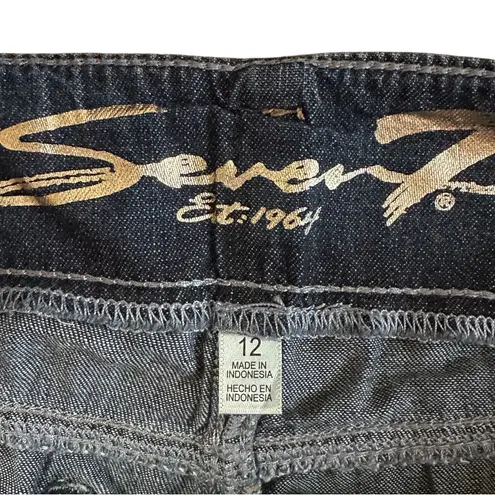 Seven7®
Est. 1964
12
MADE IN
INDONESIA
HECHO EN
INDONESIA